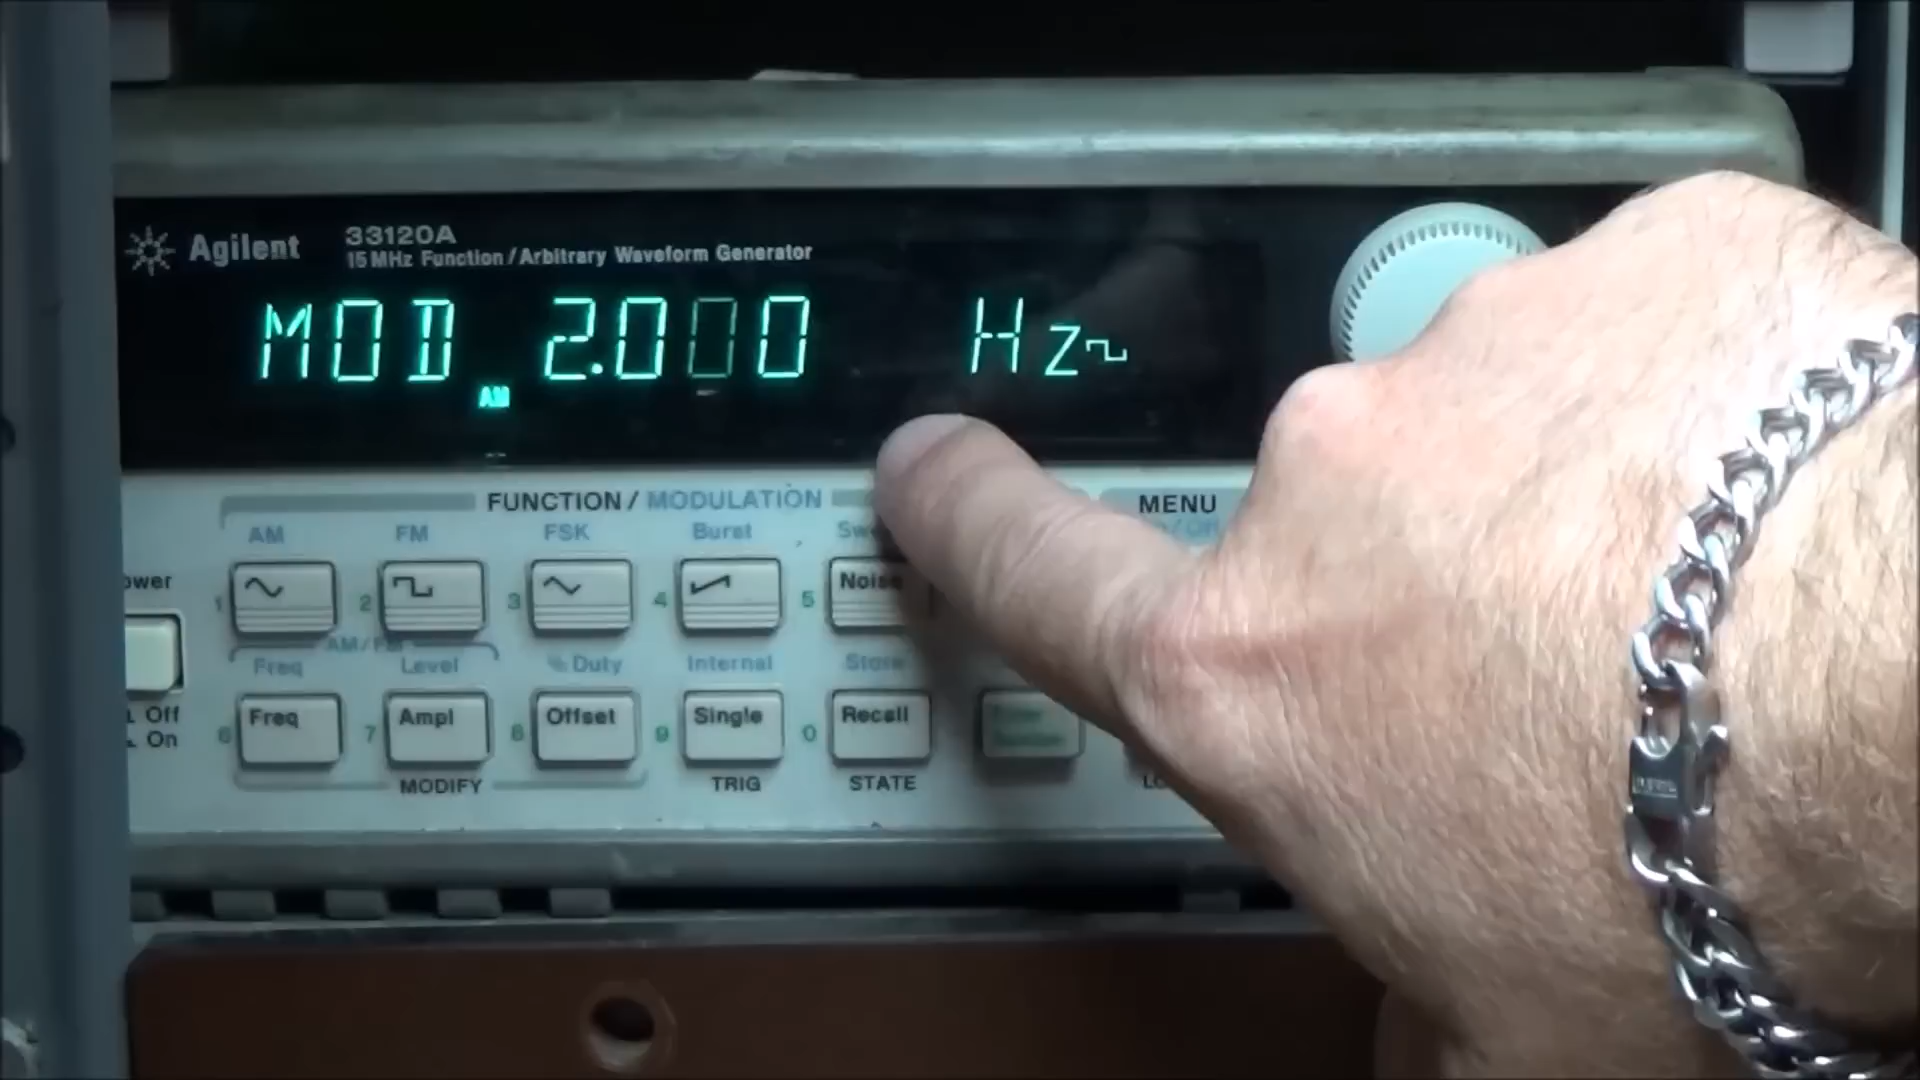 Agilent
33120A
15 MHz Function / Arbitrary Waveform Generator
MOD 2.000 Hz
AM
FUNCTION / MODULATION
MENU
AM FM FSK Burst
1 2 3 4 5 Noise
AM/FM
Freq Level % Duty Internal Store
Off
On
6 Freq 7 Ampl 8 Offset 9 Single 0 Recall
MODIFY TRIG STATE